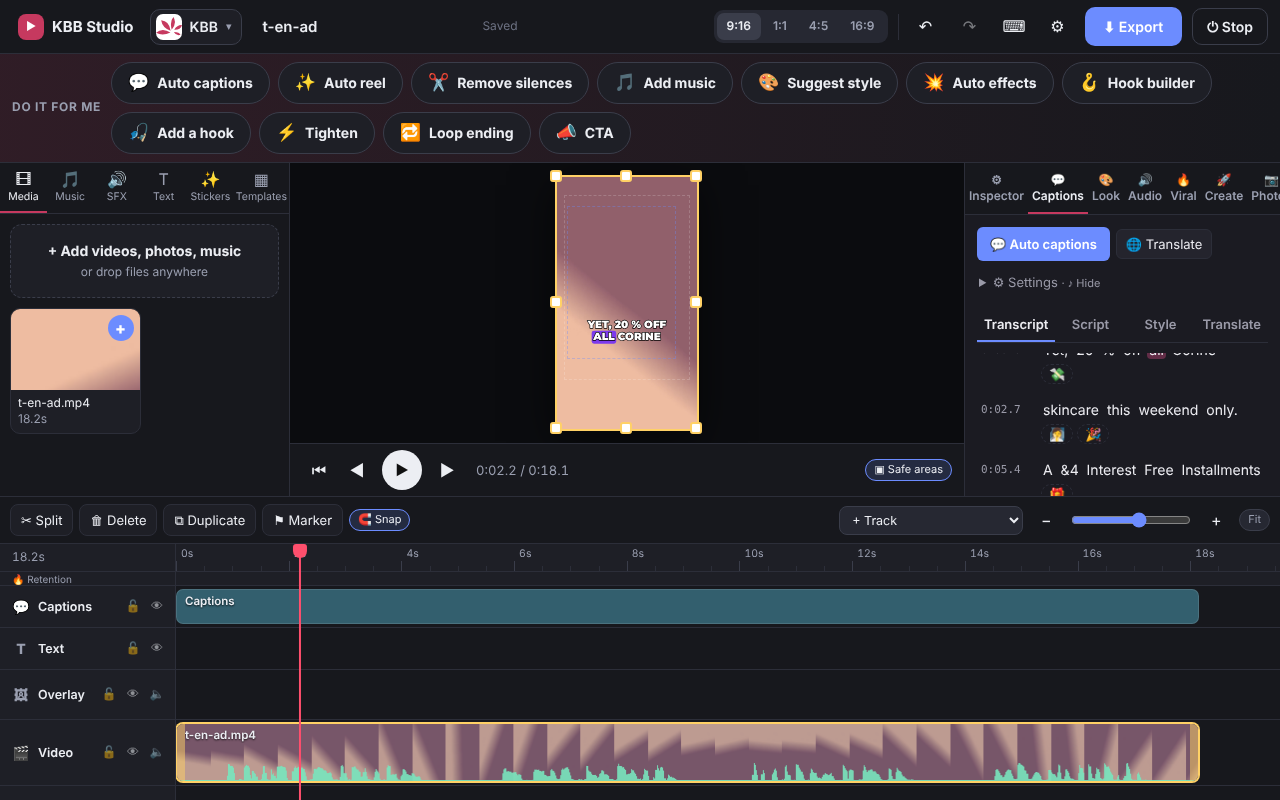 KBB Studio
KBB
t-en-ad
Saved
9:16
1:1
4:5
16:9
Export
Stop
DO IT FOR ME
Auto captions
Auto reel
Remove silences
Add music
Suggest style
Auto effects
Hook builder
Add a hook
Tighten
Loop ending
CTA
Media
Music
SFX
Text
Stickers
Templates
+ Add videos, photos, music
or drop files anywhere
t-en-ad.mp4
18.2s
YET, 20 % OFF
ALL CORINE
0:02.2 / 0:18.1
Safe areas
Inspector
Captions
Look
Audio
Viral
Create
Auto captions
Translate
Settings · ♪ Hide
Transcript
Script
Style
Translate
Yet, 20 % off all Corine
0:02.7
skincare this weekend only.
0:05.4
A &4 Interest Free Installments
Split
Delete
Duplicate
Marker
Snap
+ Track
Fit
18.2s
0s
4s
6s
8s
10s
12s
14s
16s
18s
Retention
Captions
Captions
Text
Overlay
Video
t-en-ad.mp4